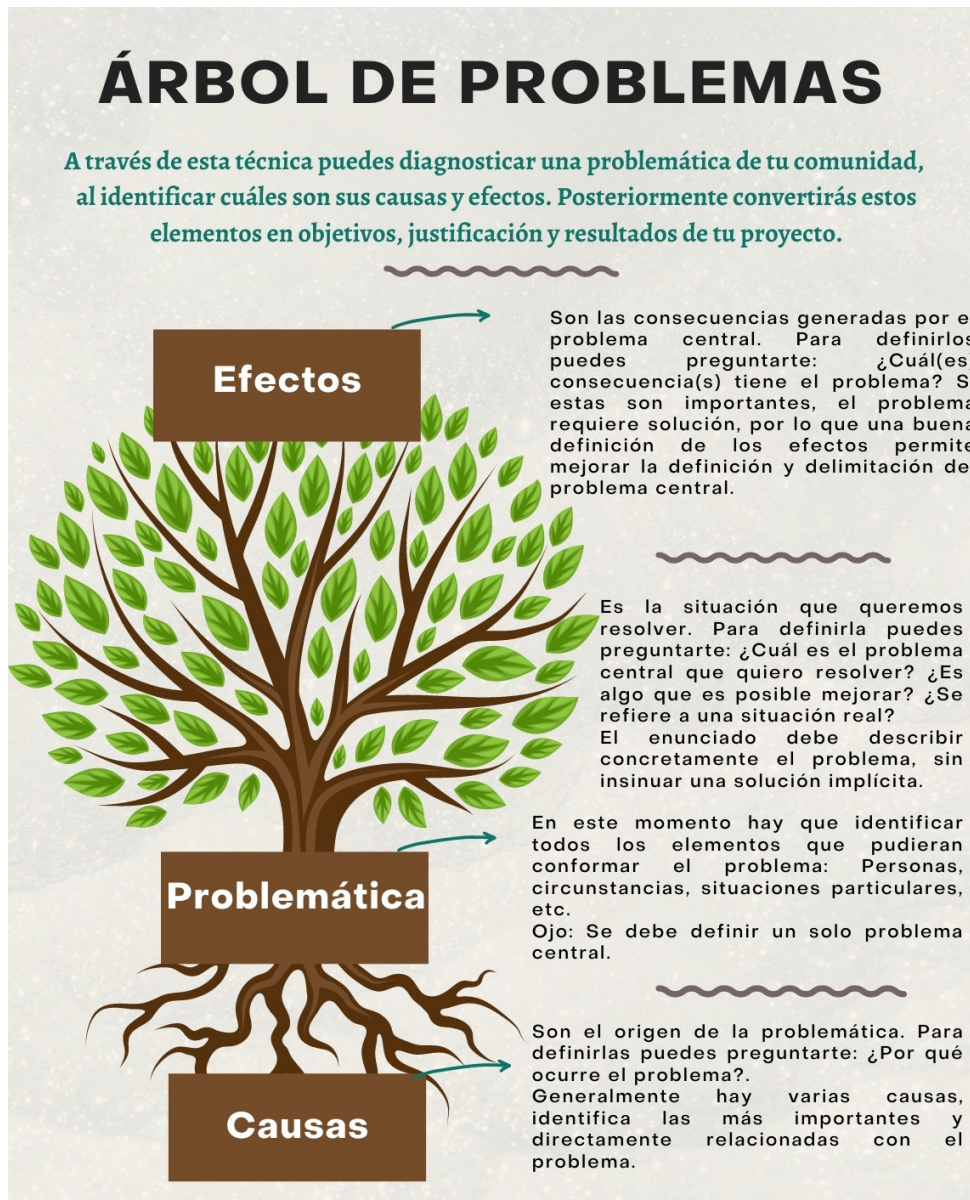 ÁRBOL DE PROBLEMAS
A través de esta técnica puedes diagnosticar una problemática de tu comunidad,
al identificar cuáles son sus causas y efectos. Posteriormente convertirás estos
elementos en objetivos, justificación y resultados de tu proyecto.
Efectos
Son las consecuencias generadas por e
problema central. Para definirlos
puedes preguntarte: ¿Cuál(es)
consecuencia(s) tiene el problema? S
estas son importantes, el problema
requiere solución, por lo que una buena
definición de los efectos permite
mejorar la definición y delimitación de
problema central.
Es la situación que queremos
resolver. Para definirla puedes
preguntarte: ¿Cuál es el problema
central que quiero resolver? ¿Es
algo que es posible mejorar? ¿Se
refiere a una situación real?
El enunciado debe describir
concretamente el problema, sin
insinuar una solución implícita.
Problemática
En este momento hay que identificar
todos los elementos que pudieran
conformar el problema: Personas,
circunstancias, situaciones particulares,
etc.
Ojo: Se debe definir un solo problema
central.
Causas
Son el origen de la problemática. Para
definirlas puedes preguntarte: ¿Por qué
ocurre el problema?.
Generalmente hay varias causas,
identifica las más importantes y
directamente relacionadas con el
problema.